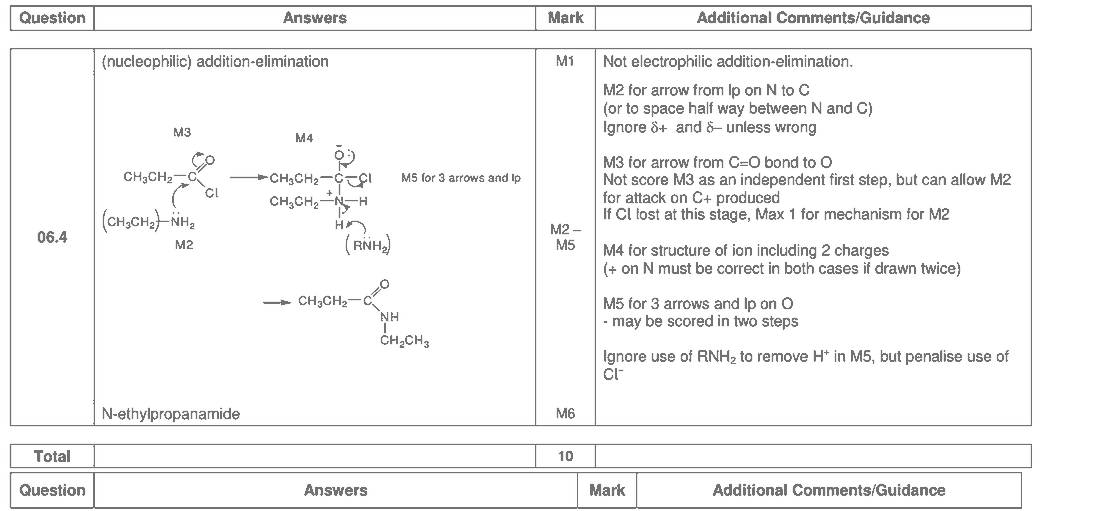 Question Answers Mark Additional Comments/Guidance
06.4
(nucleophilic) addition-elimination
M3
M4
CH₃CH₂—C
O
Cl
(CH₃CH₂)—NH₂
M2
O
CH₃CH₂—C—Cl
CH₃CH₂—N—H
+
H
(RNH₂)
M5 for 3 arrows and lp
CH₃CH₂—C
O
NH
CH₂CH₃
N-ethylpropanamide
M1
M2 –
M5
M6
Not electrophilic addition-elimination.
M2 for arrow from lp on N to C
(or to space half way between N and C)
Ignore δ+ and δ– unless wrong
M3 for arrow from C=O bond to O
Not score M3 as an independent first step, but can allow M2
for attack on C+ produced
If Cl lost at this stage, Max 1 for mechanism for M2
M4 for structure of ion including 2 charges
(+ on N must be correct in both cases if drawn twice)
M5 for 3 arrows and lp on O
- may be scored in two steps
Ignore use of RNH₂ to remove H⁺ in M5, but penalise use of
Cl⁻
Total 10
Question Answers Mark Additional Comments/Guidance